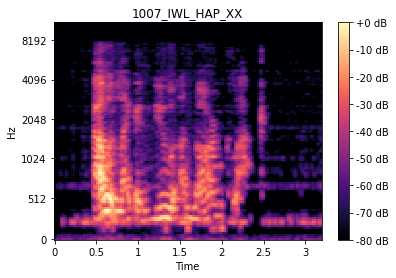 1007_IWL_HAP_XX
+0 dB
8192
-10 dB
4096
-20 dB
-30 dB
2048
Hz
-40 dB
1024
-50 dB
512
-60 dB
-70 dB
0
-80 dB
0 0.5 1 1.5 2 2.5 3
Time